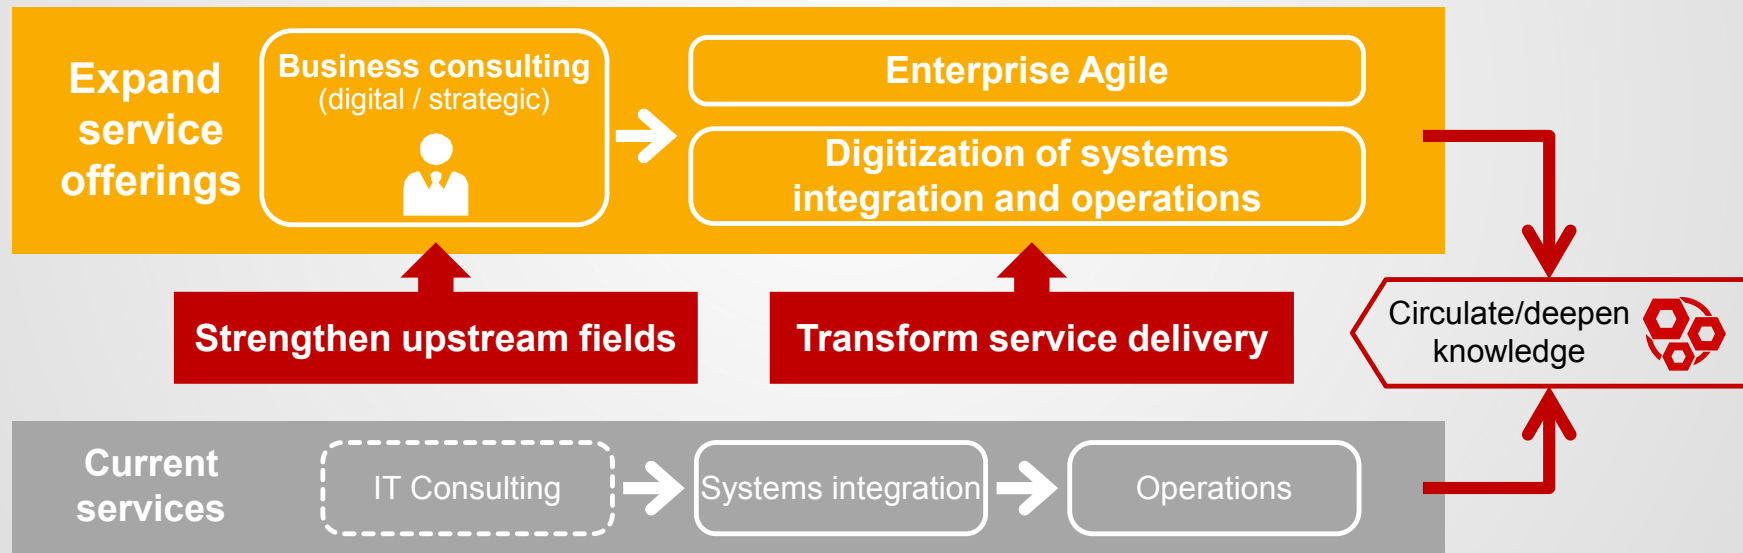 Expand
service
offerings
Business consulting
(digital / strategic)
Enterprise Agile
Digitization of systems
integration and operations
Strengthen upstream fields
Transform service delivery
Circulate/deepen
knowledge
Current
services
IT Consulting
Systems integration
Operations